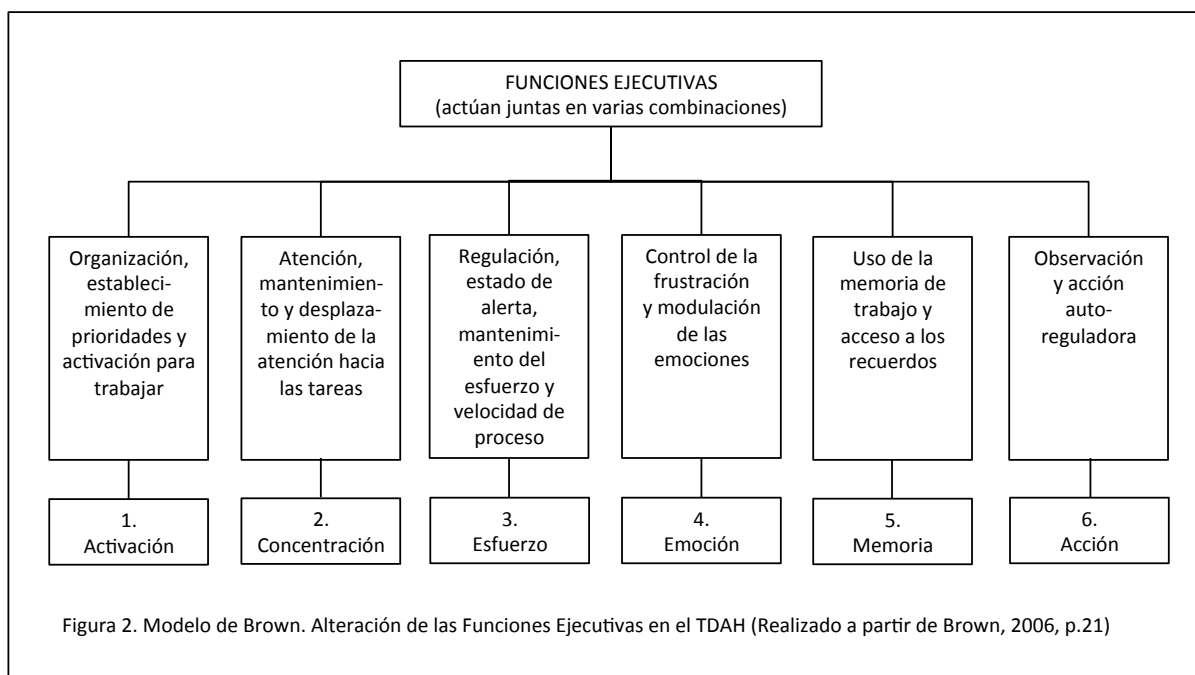 FUNCIONES EJECUTIVAS
(actúan juntas en varias combinaciones)
Organización,
estableci-
miento de
prioridades y
activación para
trabajar
Atención,
mantenimien-
to y desplaza-
miento de la
atención hacia
las tareas
Regulación,
estado de
alerta,
mantenimi-
ento del
esfuerzo y
velocidad de
proceso
Control de la
frustración
y modulación
de las
emociones
Uso de la
memoria de
trabajo y
acceso a los
recuerdos
Observación
y acción
auto-
reguladora
1.
Activación
2.
Concentración
3.
Esfuerzo
4.
Emoción
5.
Memoria
6.
Acción
Figura 2. Modelo de Brown. Alteración de las Funciones Ejecutivas en el TDAH (Realizado a partir de Brown, 2006, p.21)